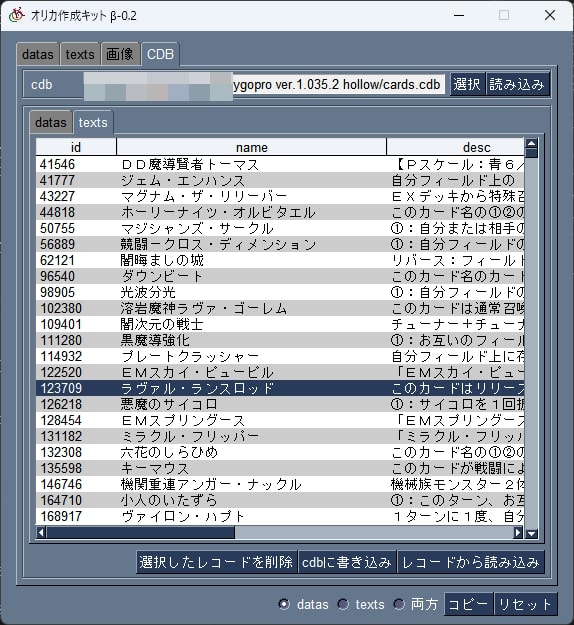 オリカ作成キット β-0.2
datas texts 画像 CDB
cdb ygopro ver.1.035.2 hollow/cards.cdb 選択 読み込み
datas texts
id name desc
41546 ＤＤ魔導賢者トーマス 【Ｐスケール：青６／
41777 ジェム・エンハンス 自分フィールド上の「
43227 マグナム・ザ・リリーバー ＥＸデッキから特殊召
44818 ホーリーナイツ・オルビタエル このカード名の①②の
50755 マジシャンズ・サークル ①：自分または相手の
56889 競闘－クロス・ディメンション ①：自分フィールドの
62121 闇晦ましの城 リバース：フィールド
96540 ダウンビート このカード名のカード
98905 光波分光 ①：自分フィールドの
102380 溶岩魔神ラヴァ・ゴーレム このカードは通常召喚
109401 闇次元の戦士 チューナー＋チューナ
111280 黒魔導強化 ①：お互いのフィール
114932 プレートクラッシャー 自分フィールド上に存
122520 ＥＭスカイ・ピューピル 「ＥＭスカイ・ピュー
123709 ラヴァル・ランスロッド このカードはリリース
126218 悪魔のサイコロ ①：サイコロを１回振
128454 ＥＭスプリングース 「ＥＭスプリングース
131182 ミラクル・フリッパー 「ミラクル・フリッパ
132308 六花のしらひめ このカード名の①②の
135598 キーマウス このカードが戦闘によ
146746 機関重連アンガー・ナックル 機械族モンスター２体
164710 小人のいたずら ①：このターン、お互
168917 ヴァイロン・ハプト １ターンに１度、自分
選択したレコードを削除 cdbに書き込み レコードから読み込み
datas texts 両方 コピー リセット